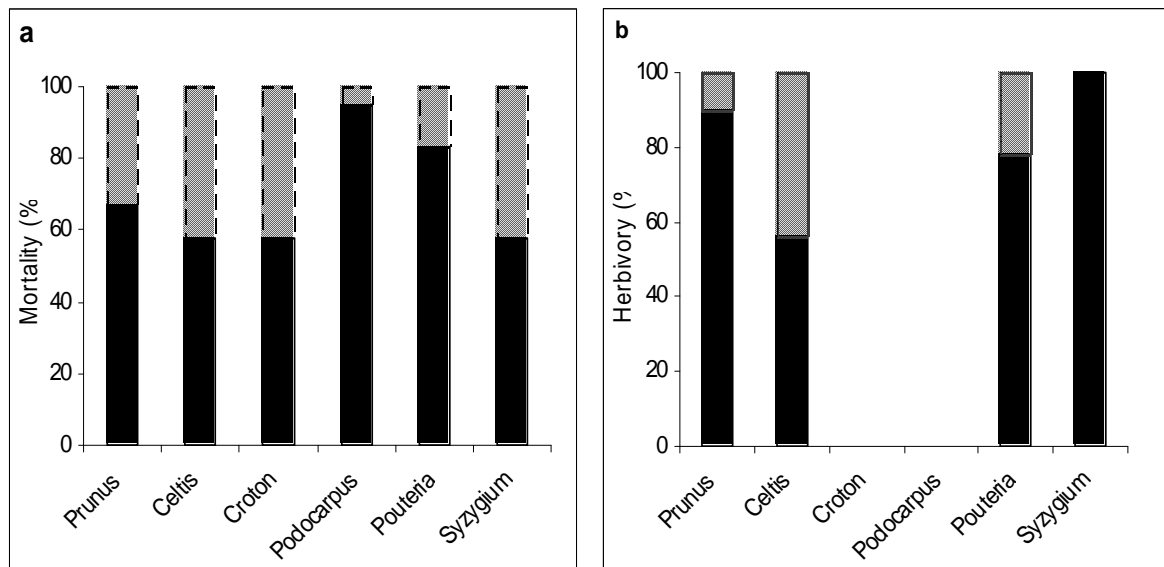 a
Mortality (%
100
80
60
40
20
0
Prunus
Celtis
Croton
Podocarpus
Pouteria
Syzygium
b
Herbivory (%
100
80
60
40
20
0
Prunus
Celtis
Croton
Podocarpus
Pouteria
Syzygium